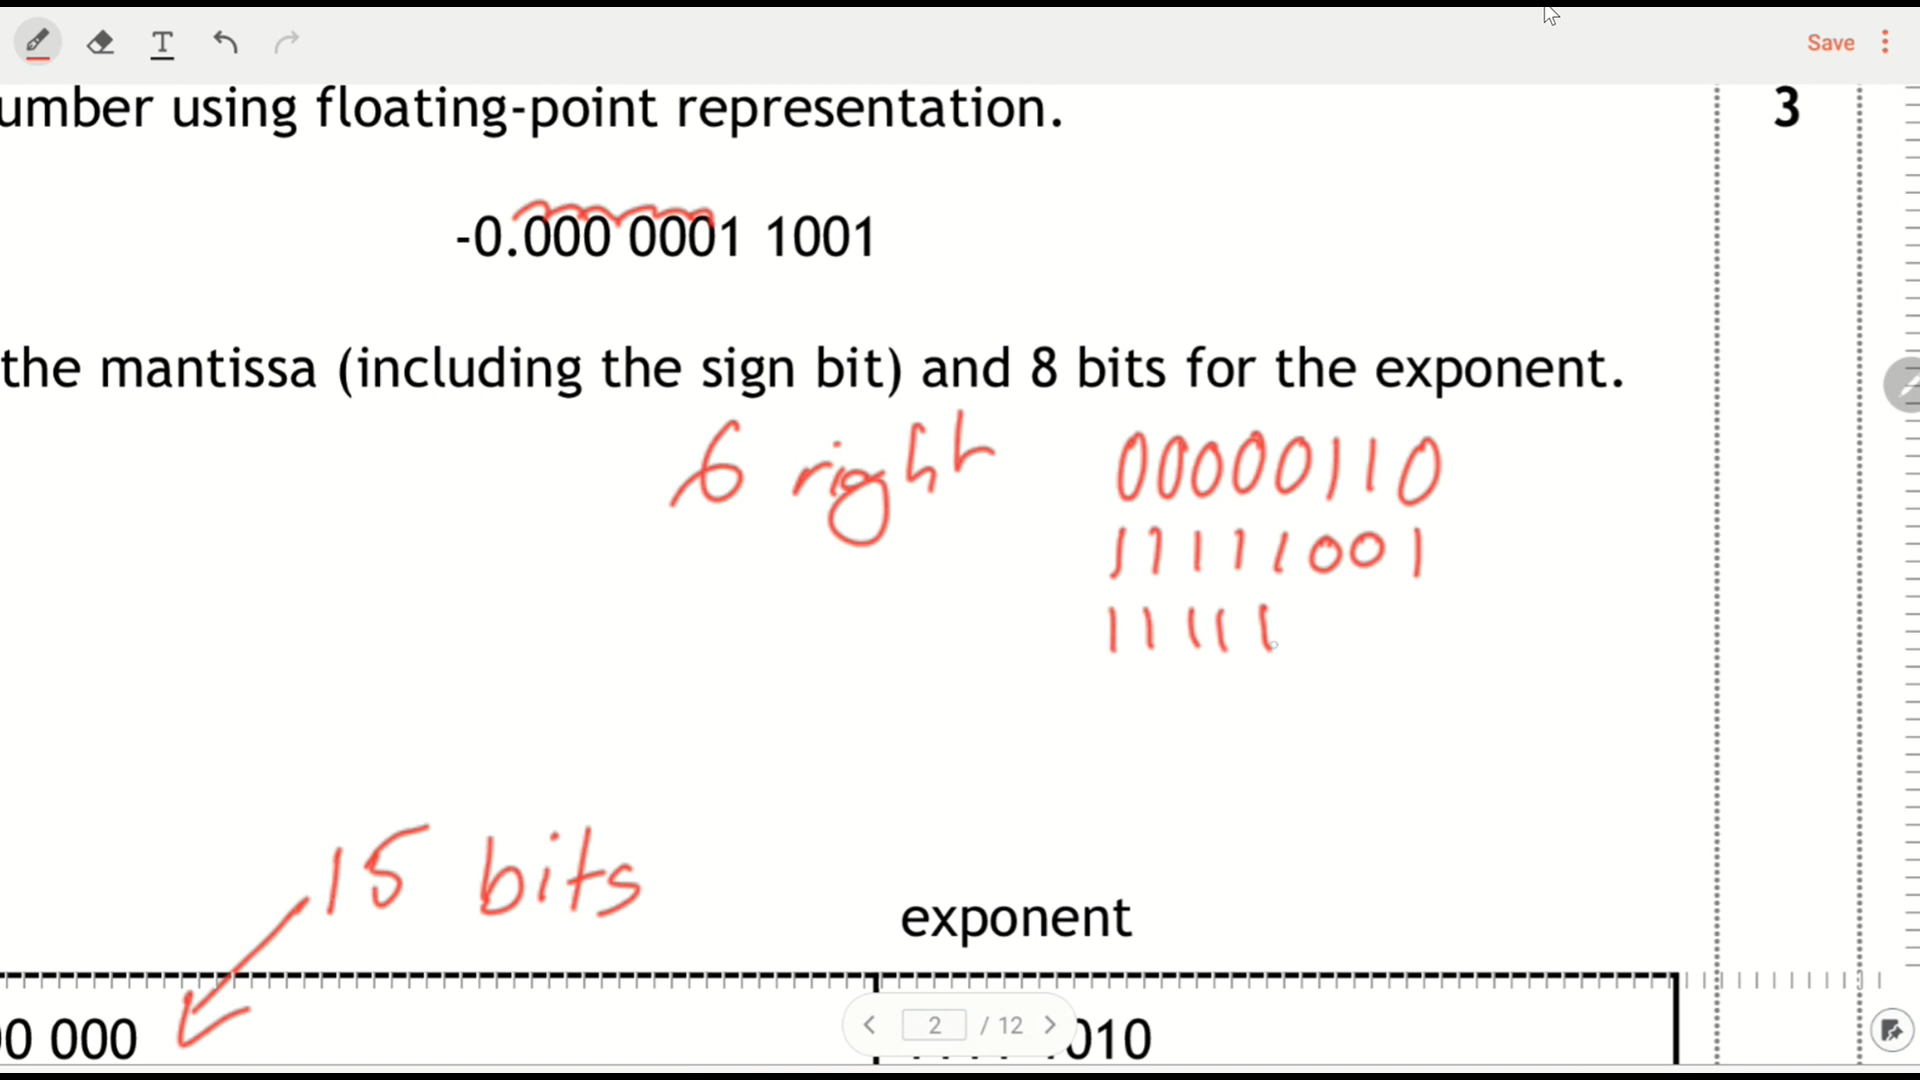 T Save
umber using floating-point representation. 3
-0.000 0001 1001
the mantissa (including the sign bit) and 8 bits for the exponent.
6 right 00000110
11111001
11111
15 bits
exponent
0 000 010
2 / 12